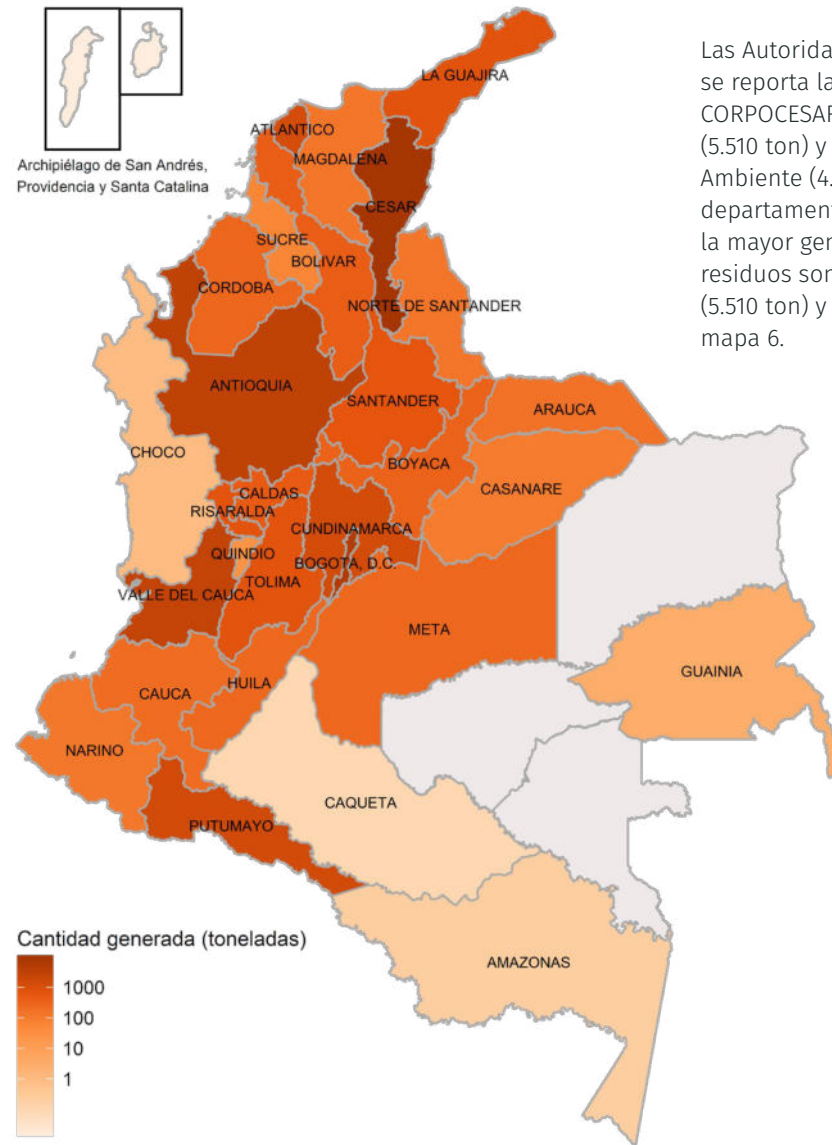 Archipiélago de San Andrés,
Providencia y Santa Catalina
Las Autorida
se reporta la
CORPOCESAR
(5.510 ton) y
Ambiente (4.
departament
la mayor gen
residuos son
(5.510 ton) y
mapa 6.
LA GUAJIRA
ATLANTICO
MAGDALENA
CESAR
SUCRE
BOLIVAR
CORDOBA
NORTE DE SANTANDER
ANTIOQUIA
SANTANDER
ARAUCA
CHOCO
BOYACA
CASANARE
CALDAS
RISARALDA
CUNDINAMARCA
QUINDIO
BOGOTA, D.C.
TOLIMA
VALLE DEL CAUCA
META
GUAINIA
HUILA
CAUCA
NARINO
CAQUETA
PUTUMAYO
AMAZONAS
Cantidad generada (toneladas)
1000
100
10
1